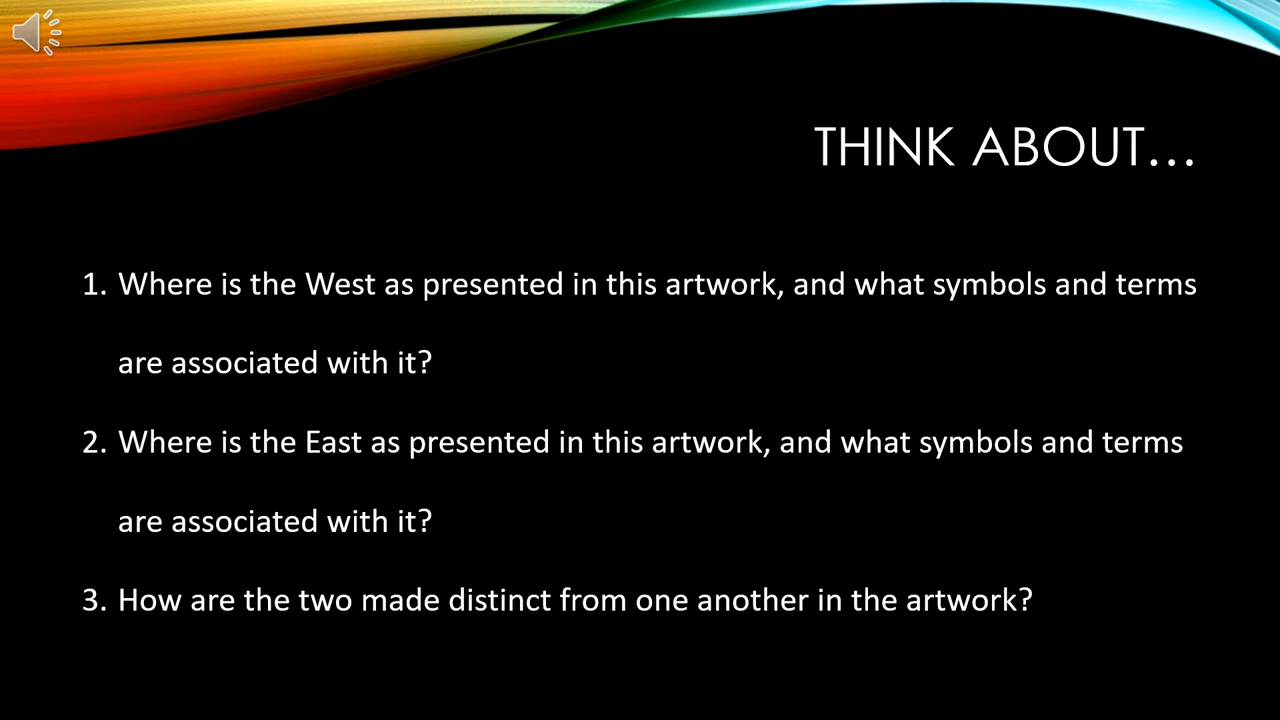 THINK ABOUT...
1. Where is the West as presented in this artwork, and what symbols and terms
are associated with it?
2. Where is the East as presented in this artwork, and what symbols and terms
are associated with it?
3. How are the two made distinct from one another in the artwork?